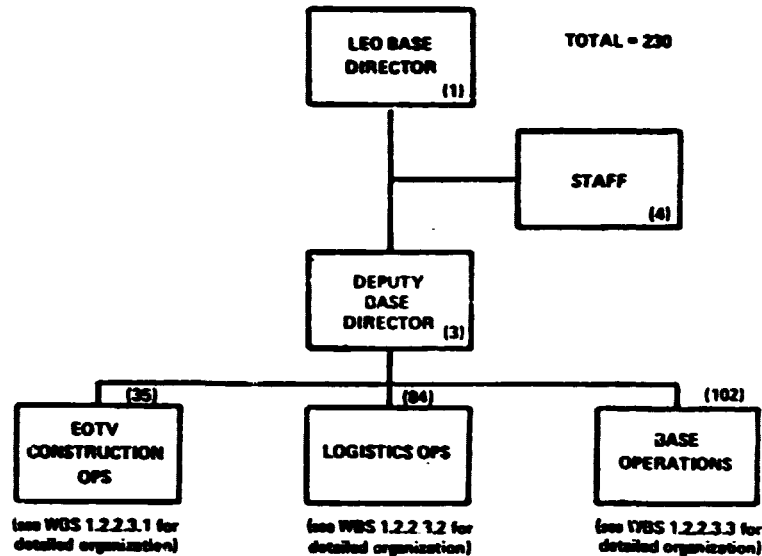 LEO BASE
DIRECTOR
(1)
TOTAL = 230
STAFF
(4)
DEPUTY
BASE
DIRECTOR (3)
(35)
EOTV
CONSTRUCTION
OPS
(see WBS 1.2.2.3.1 for
detailed organization)
(84)
LOGISTICS OPS
(see WBS 1.2.2.3.2 for
detailed organization)
(102)
BASE
OPERATIONS
(see WBS 1.2.2.3.3 for
detailed organization)